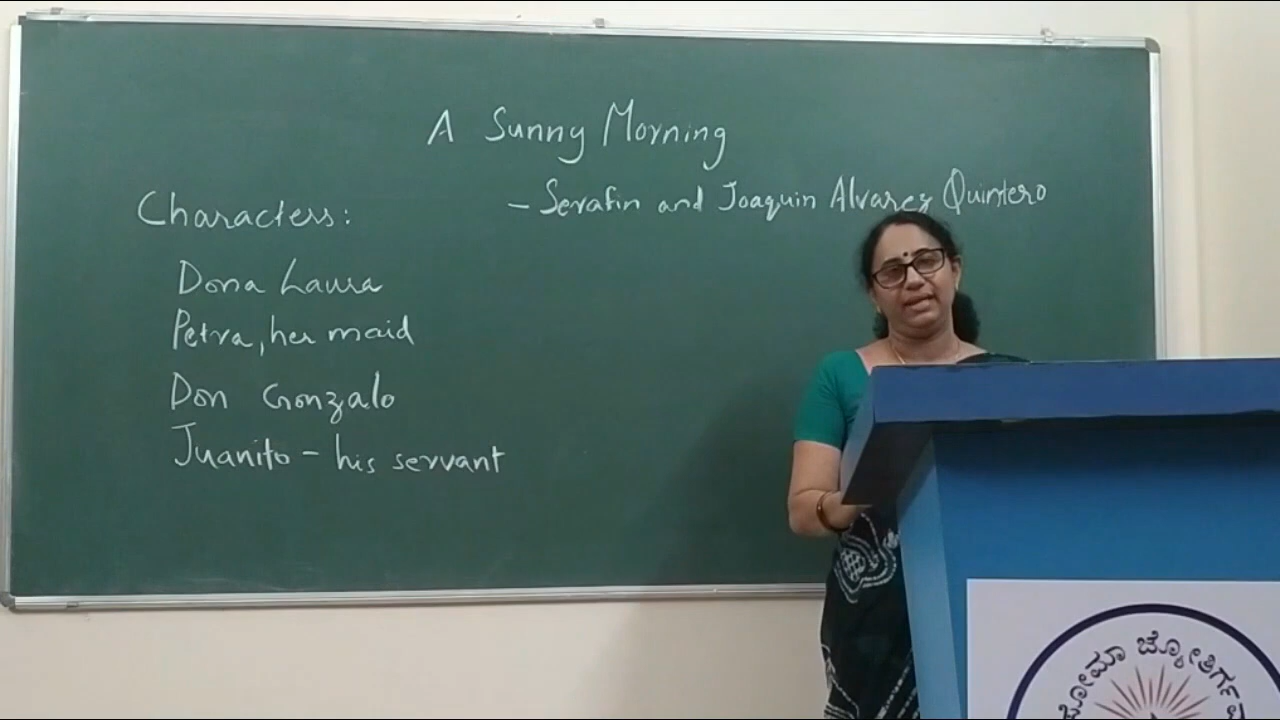 A Sunny Morning
- Serafin and Joaquin Alvarez Quintero
Characters:
Dona Laura
Petra, her maid
Don Gonzalo
Juanito - his servant